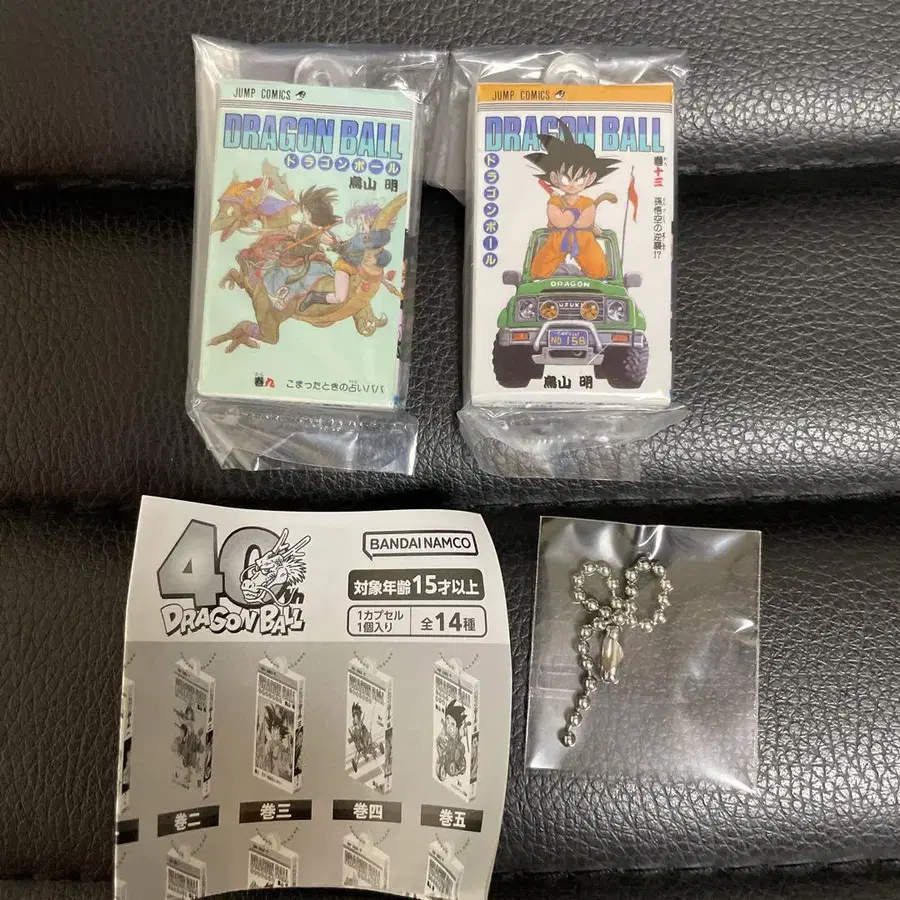 JUMP COMICS
DRAGON BALL
ドラゴンボール
鳥山 明
巻九 こまったときの占いババ
JUMP COMICS
DRAGON BALL
ドラゴンボール
巻十三
孫悟空の逆襲!?
DRAGON
SUZUKI
NO 158
鳥山 明
40th
DRAGON BALL
BANDAI NAMCO
対象年齢15才以上
1カプセル
1個入り
全14種
巻二
巻三
巻四
巻五